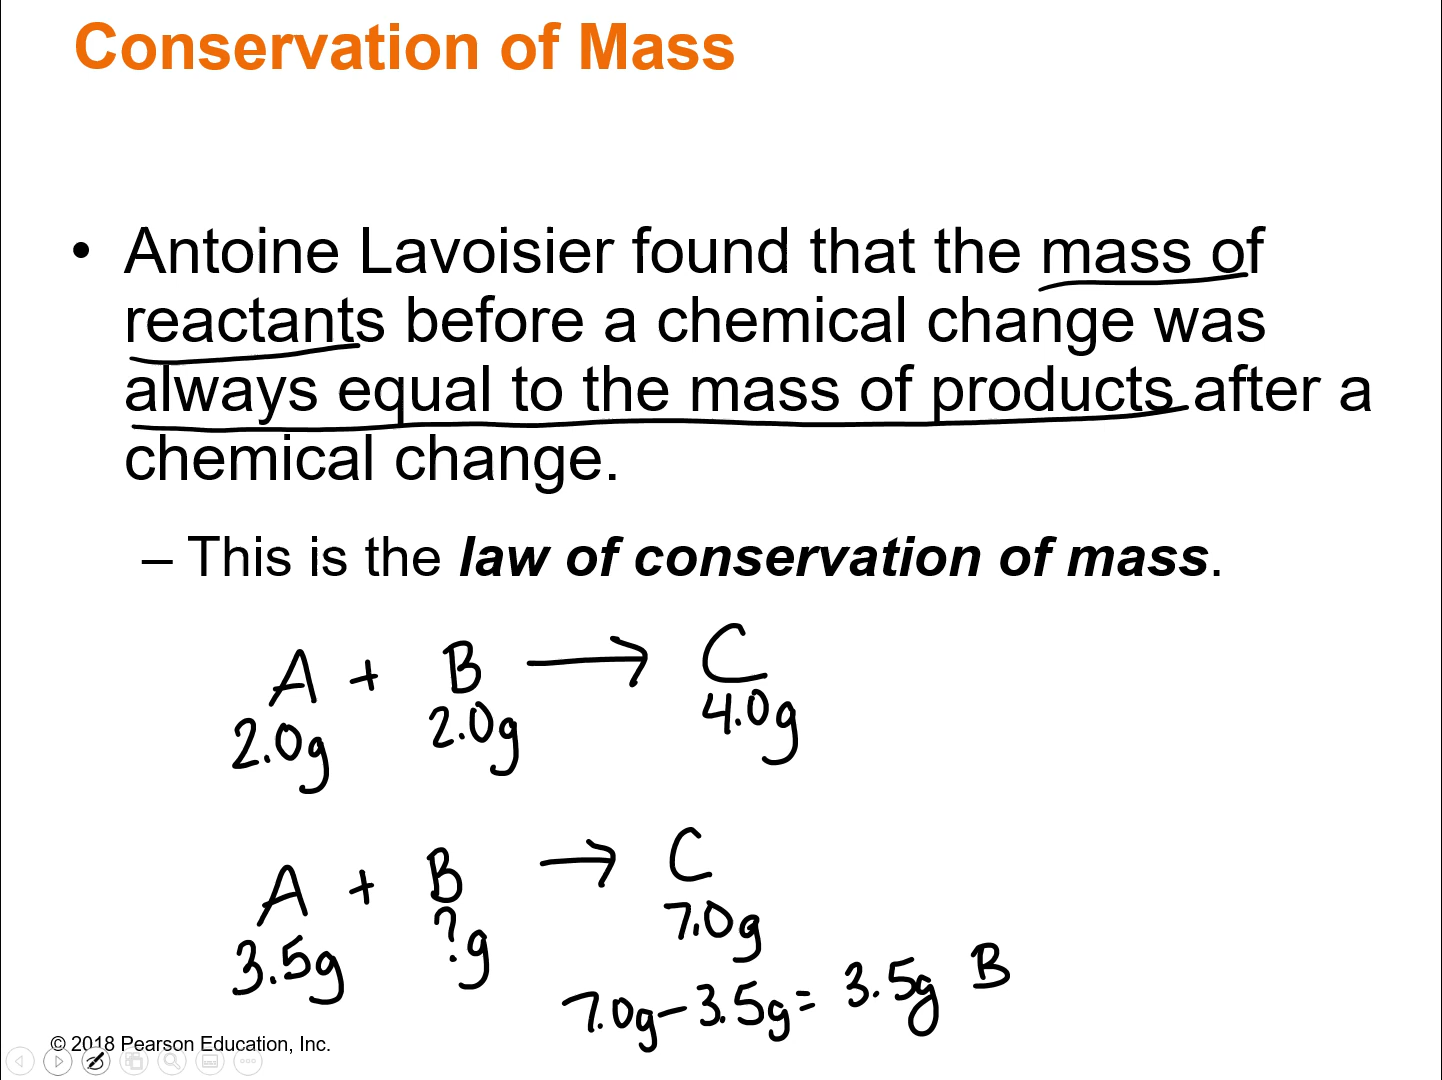 Conservation of Mass
• Antoine Lavoisier found that the mass of
reactants before a chemical change was
always equal to the mass of products after a
chemical change.
– This is the law of conservation of mass.
A + B → C
2.0g 2.0g 4.0g
A + B → C
3.5g ?g 7.0g
7.0g - 3.5g = 3.5g B
© 2018 Pearson Education, Inc.